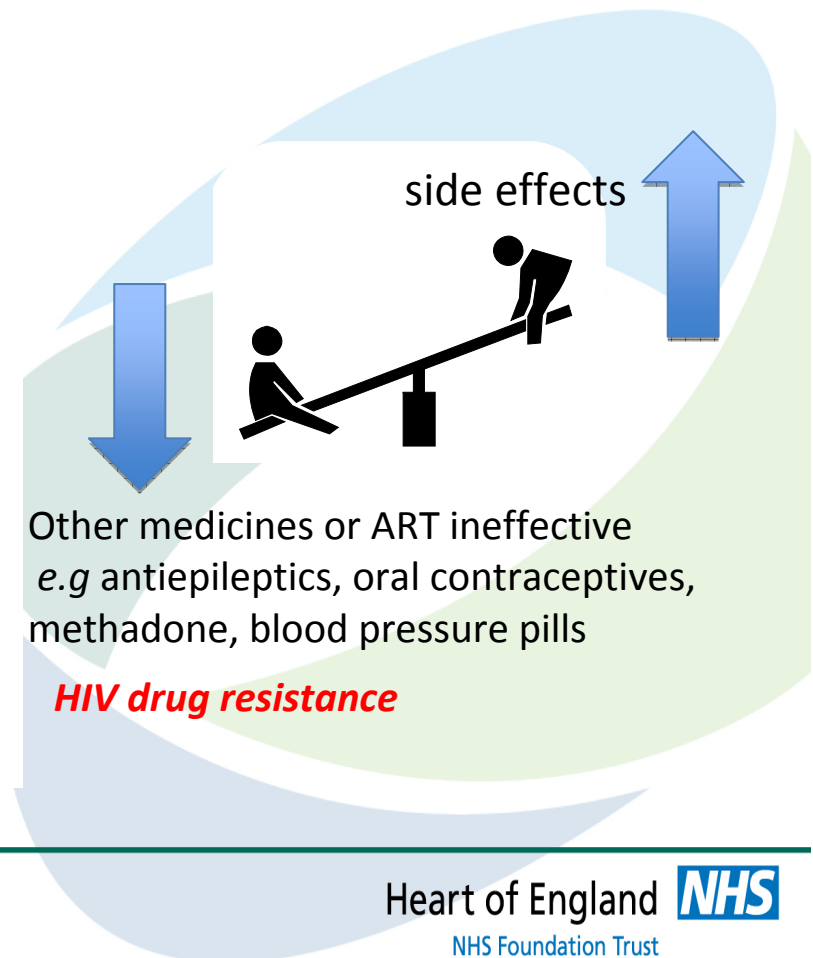 side effects
Other medicines or ART ineffective
e.g antiepileptics, oral contraceptives,
methadone, blood pressure pills
HIV drug resistance
Heart of England NHS
NHS Foundation Trust